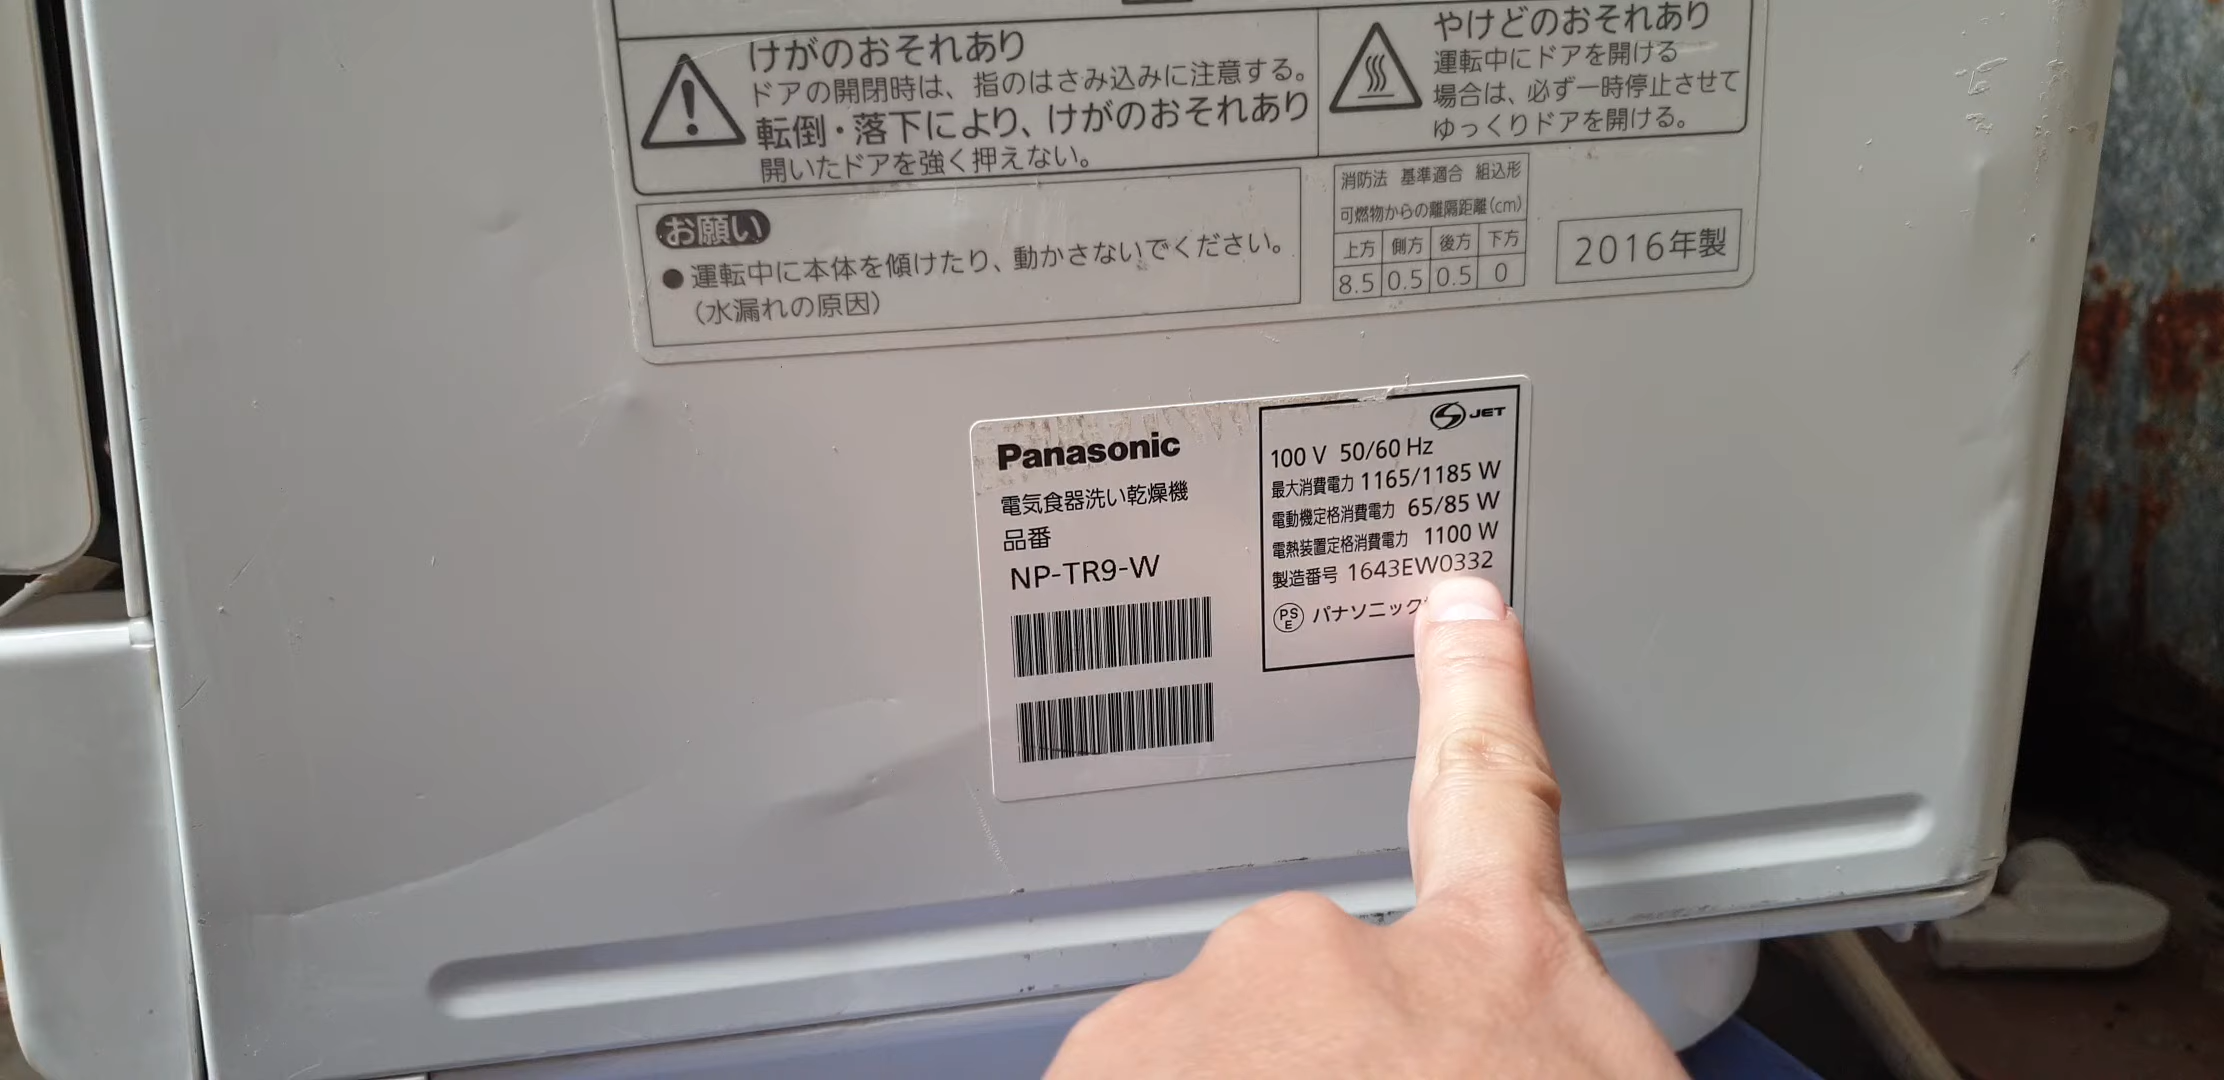 けがのおそれあり
ドアの開閉時は、指のはさみ込みに注意する。
転倒・落下により、けがのおそれあり
開いたドアを強く押えない。
やけどのおそれあり
運転中にドアを開ける
場合は、必ず一時停止させて
ゆっくりドアを開ける。
お願い
●運転中に本体を傾けたり、動かさないでください。
(水漏れの原因)
消防法 基準適合 組込形
可燃物からの離隔距離(cm)
上方 側方 後方 下方
8.5 0.5 0.5 0
2016年製
Panasonic
電気食器洗い乾燥機
品番
NP-TR9-W
JET
100 V 50/60 Hz
最大消費電力 1165/1185 W
電動機定格消費電力 65/85 W
電熱装置定格消費電力 1100 W
製造番号 1643EW0332
PS
E
パナソニック